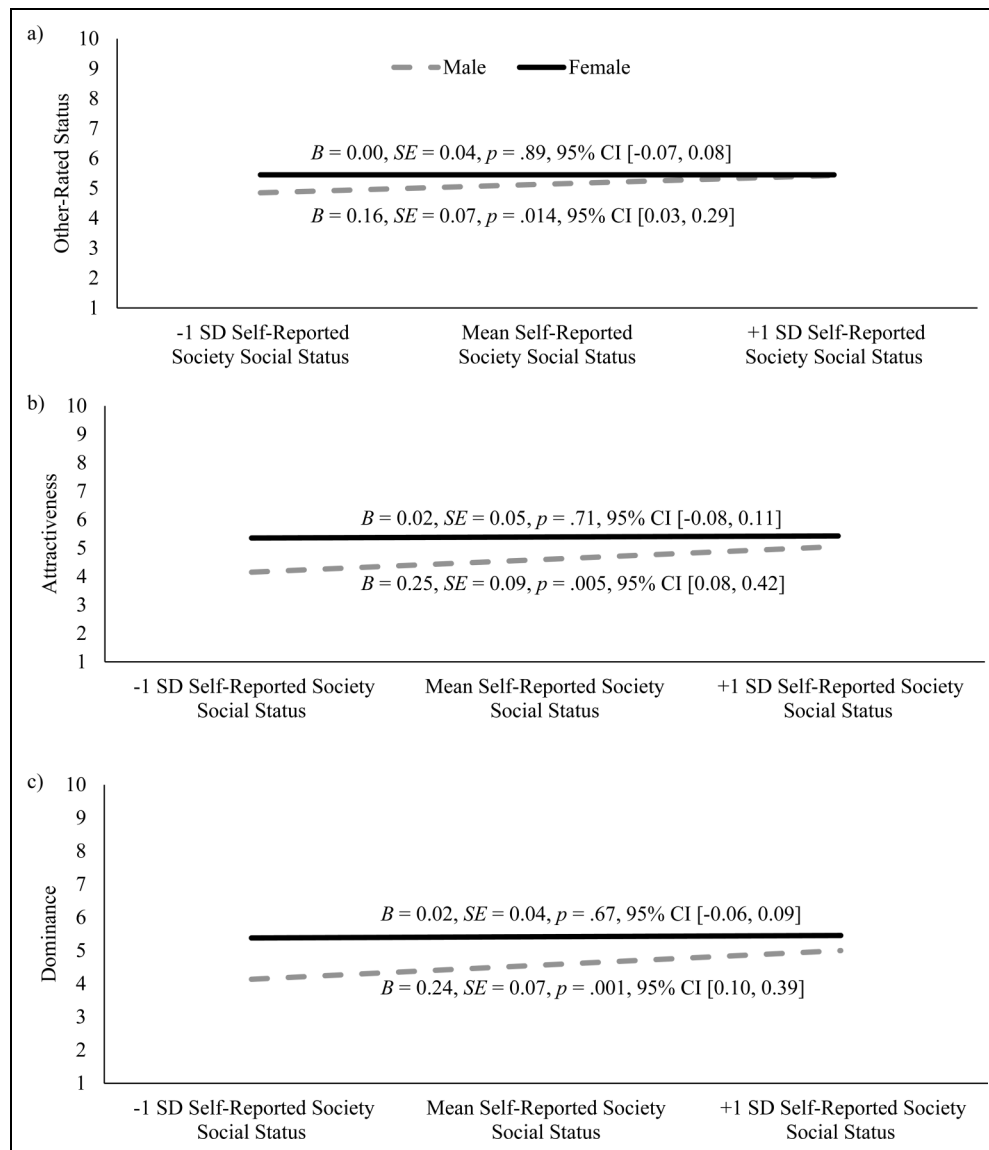 a)
10
9
8
7
6
5
4
3
2
1
Other-Rated Status
Male Female
B = 0.00, SE = 0.04, p = .89, 95% CI [-0.07, 0.08]
B = 0.16, SE = 0.07, p = .014, 95% CI [0.03, 0.29]
-1 SD Self-Reported
Society Social Status
Mean Self-Reported
Society Social Status
+1 SD Self-Reported
Society Social Status
b)
10
9
8
7
6
5
4
3
2
1
Attractiveness
B = 0.02, SE = 0.05, p = .71, 95% CI [-0.08, 0.11]
B = 0.25, SE = 0.09, p = .005, 95% CI [0.08, 0.42]
-1 SD Self-Reported Society
Social Status
Mean Self-Reported Society
Social Status
+1 SD Self-Reported Society
Social Status
c)
10
9
8
7
6
5
4
3
2
1
Dominance
B = 0.02, SE = 0.04, p = .67, 95% CI [-0.06, 0.09]
B = 0.24, SE = 0.07, p = .001, 95% CI [0.10, 0.39]
-1 SD Self-Reported Society
Social Status
Mean Self-Reported Society
Social Status
+1 SD Self-Reported Society
Social Status